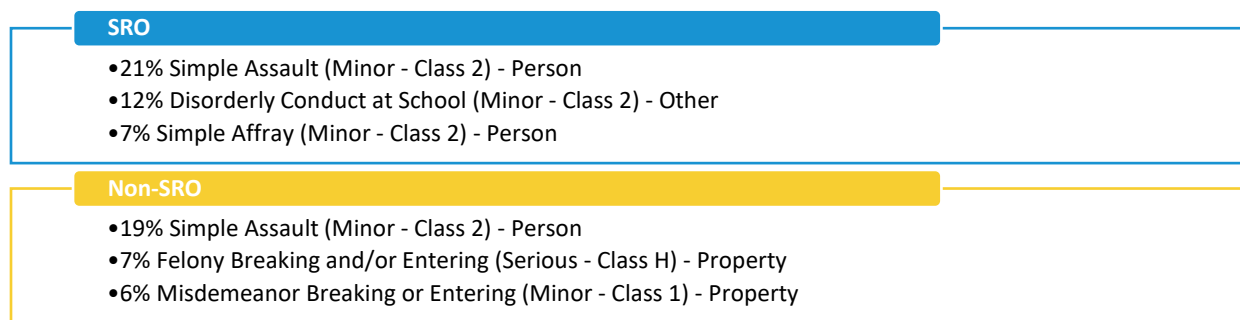 SRO
•21% Simple Assault (Minor - Class 2) - Person
•12% Disorderly Conduct at School (Minor - Class 2) - Other
•7% Simple Affray (Minor - Class 2) - Person
Non-SRO
•19% Simple Assault (Minor - Class 2) - Person
•7% Felony Breaking and/or Entering (Serious - Class H) - Property
•6% Misdemeanor Breaking or Entering (Minor - Class 1) - Property